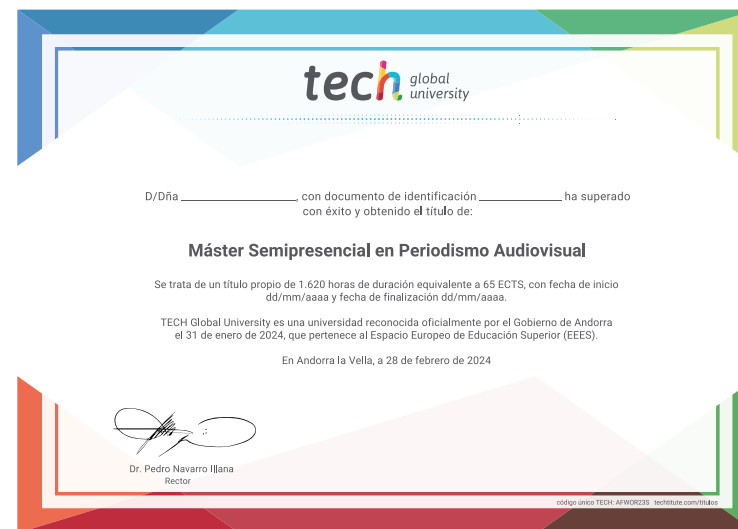 tech global
university
D/Dña ______________, con documento de identificación ____________ ha superado
con éxito y obtenido el título de:
Máster Semipresencial en Periodismo Audiovisual
Se trata de un título propio de 1.620 horas de duración equivalente a 65 ECTS, con fecha de inicio
dd/mm/aaaa y fecha de finalización dd/mm/aaaa.
TECH Global University es una universidad reconocida oficialmente por el Gobierno de Andorra
el 31 de enero de 2024, que pertenece al Espacio Europeo de Educación Superior (EEES).
En Andorra la Vella, a 28 de febrero de 2024
Dr. Pedro Navarro Illana
Rector
código único TECH: AFWOR23S techtitute.com/titulos